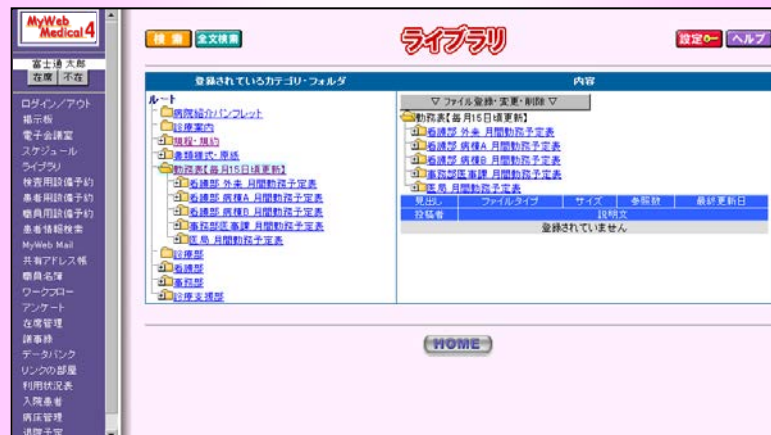 MyWeb
Medical 4
富士通 太郎
在席 不在
ログイン／アウト
掲示板
電子会議室
スケジュール
ライブラリ
検査用設備予約
患者用設備予約
職員用設備予約
患者情報検索
MyWeb Mail
共有アドレス帳
職員名簿
ワークフロー
アンケート
在席管理
議事録
データバンク
リンクの部屋
利用状況表
入院患者
病床管理
退院予定
検索 全文検索
ライブラリ
設定 ヘルプ
登録されているカテゴリ・フォルダ
ルート
病院紹介パンフレット
診療案内
規程・規約
書類様式・原紙
勤務表【毎月15日頃更新】
看護部 外来 月間勤務予定表
看護部 病棟A 月間勤務予定表
看護部 病棟B 月間勤務予定表
事務部医事課 月間勤務予定表
医局 月間勤務予定表
診療部
看護部
事務部
診療支援部
内容
▽ ファイル登録・変更・削除 ▽
勤務表【毎月15日頃更新】
看護部 外来 月間勤務予定表
看護部 病棟A 月間勤務予定表
看護部 病棟B 月間勤務予定表
事務部医事課 月間勤務予定表
医局 月間勤務予定表
見出し ファイルタイプ サイズ 参照数 最終更新日
投稿者 説明文
登録されていません
HOME